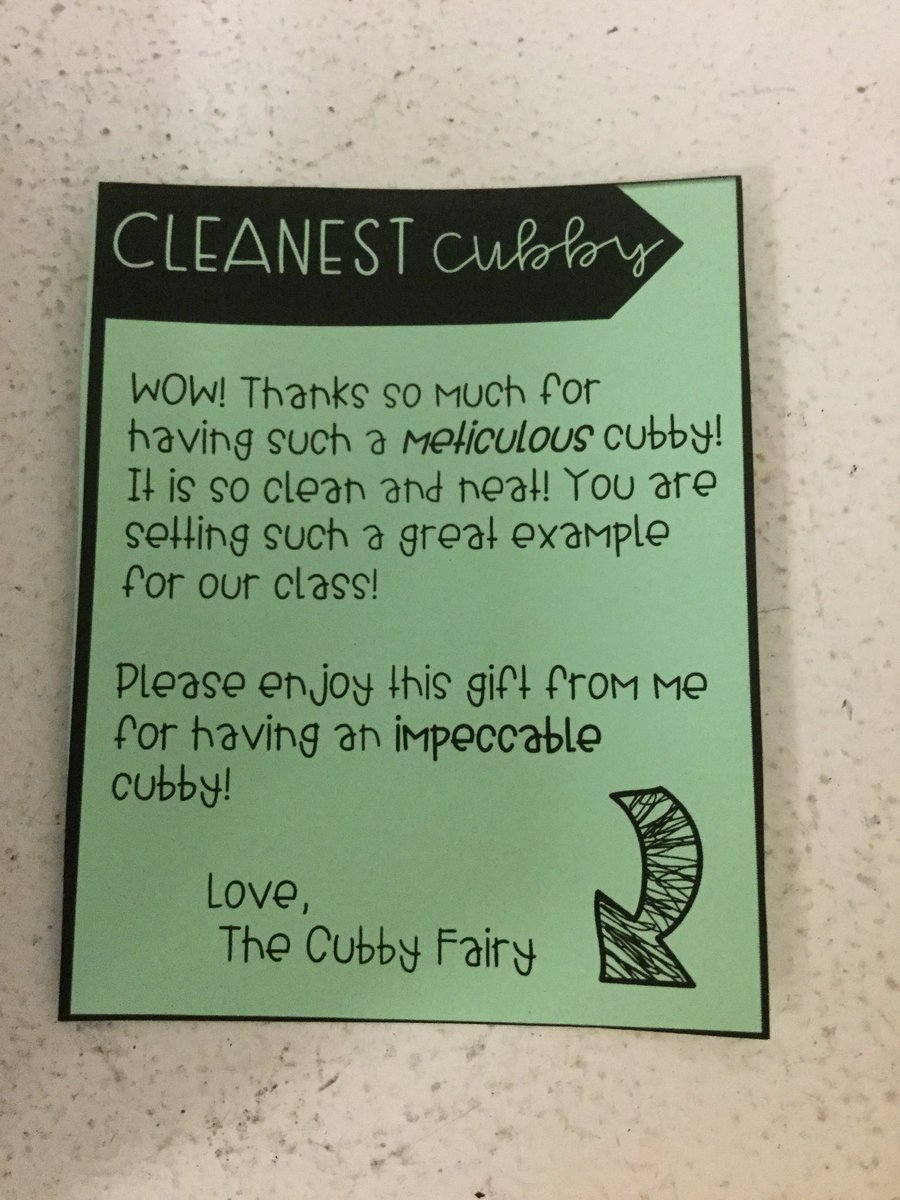 CLEANEST cubby
WOW! Thanks so much for
having such a meticulous cubby!
It is so clean and neat! You are
setting such a great example
for our class!
Please enjoy this gift from me
for having an impeccable
cubby!
Love,
The Cubby Fairy